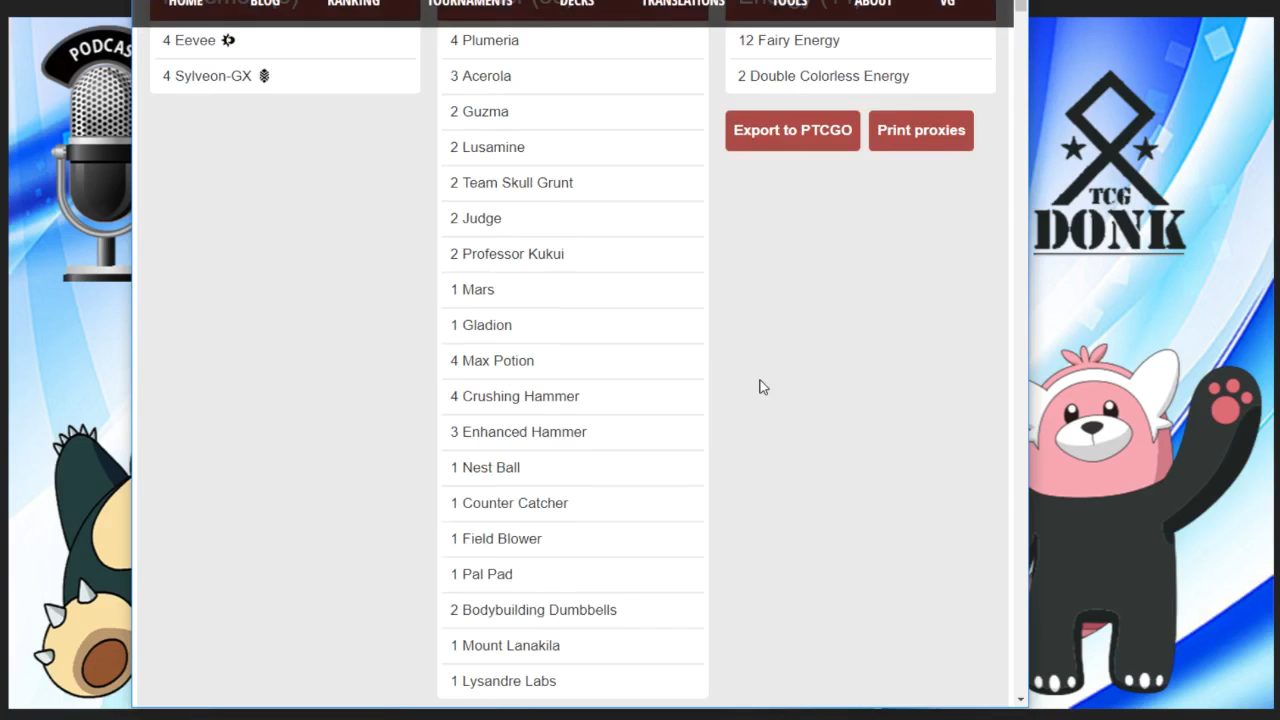 HOME BLOG RANKING TOURNAMENTS DECKS TRANSLATIONS TOOLS ABOUT VG
4 Eevee
4 Sylveon-GX
4 Plumeria
3 Acerola
2 Guzma
2 Lusamine
2 Team Skull Grunt
2 Judge
2 Professor Kukui
1 Mars
1 Gladion
4 Max Potion
4 Crushing Hammer
3 Enhanced Hammer
1 Nest Ball
1 Counter Catcher
1 Field Blower
1 Pal Pad
2 Bodybuilding Dumbbells
1 Mount Lanakila
1 Lysandre Labs
12 Fairy Energy
2 Double Colorless Energy
Export to PTCGO Print proxies
PODCAS
TCG
DONK